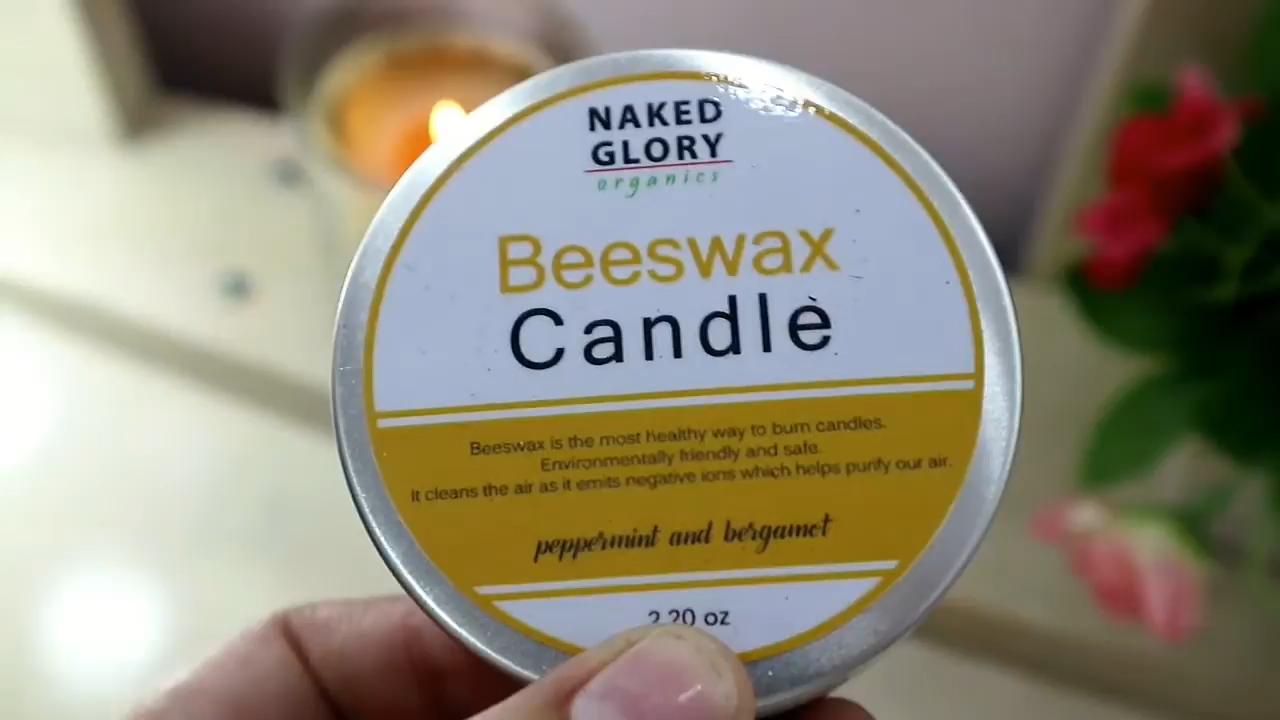 NAKED
GLORY
organics
Beeswax
Candle
Beeswax is the most healthy way to burn candles.
Environmentally friendly and safe.
It cleans the air as it emits negative ions which helps purify our air.
peppermint and bergamot
2.20 oz